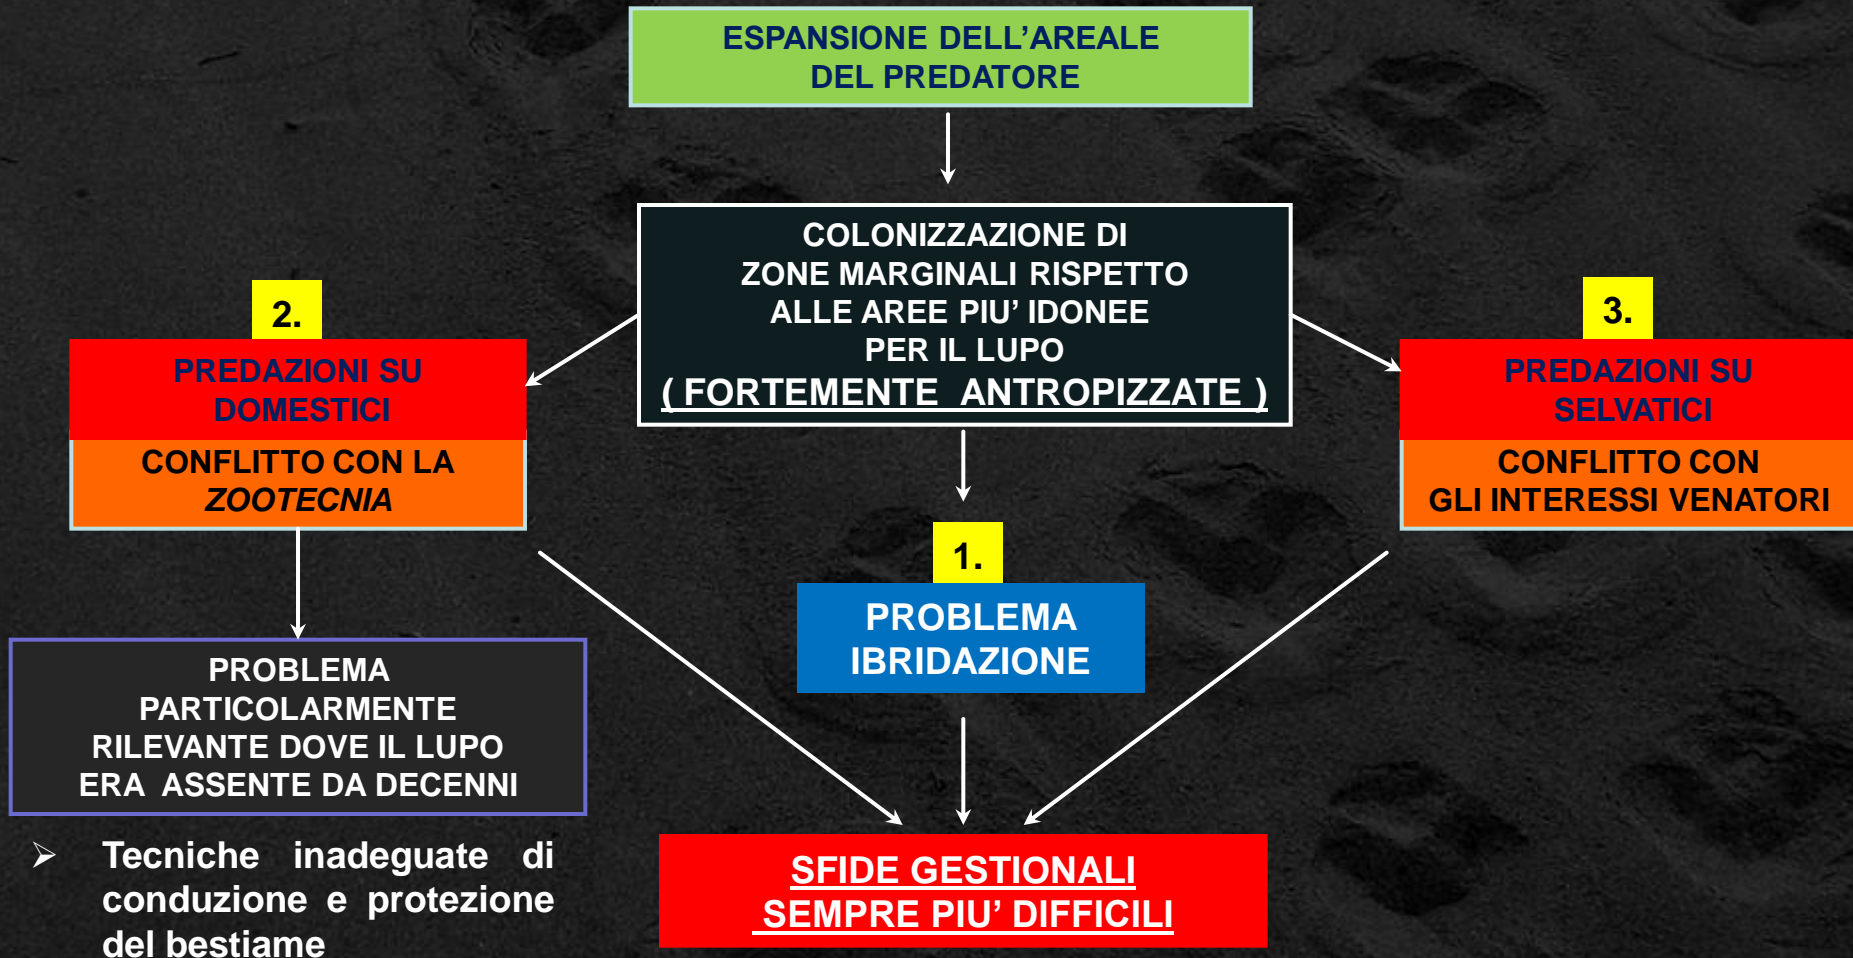 ESPANSIONE DELL’AREALE
DEL PREDATORE
COLONIZZAZIONE DI
ZONE MARGINALI RISPETTO
ALLE AREE PIU’ IDONEE
PER IL LUPO
( FORTEMENTE ANTROPIZZATE )
2.
PREDAZIONI SU
DOMESTICI
CONFLITTO CON LA
ZOOTECNIA
3.
PREDAZIONI SU
SELVATICI
CONFLITTO CON
GLI INTERESSI VENATORI
1.
PROBLEMA
IBRIDAZIONE
PROBLEMA
PARTICOLARMENTE
RILEVANTE DOVE IL LUPO
ERA ASSENTE DA DECENNI
➢ Tecniche inadeguate di
conduzione e protezione
del bestiame
SFIDE GESTIONALI
SEMPRE PIU’ DIFFICILI